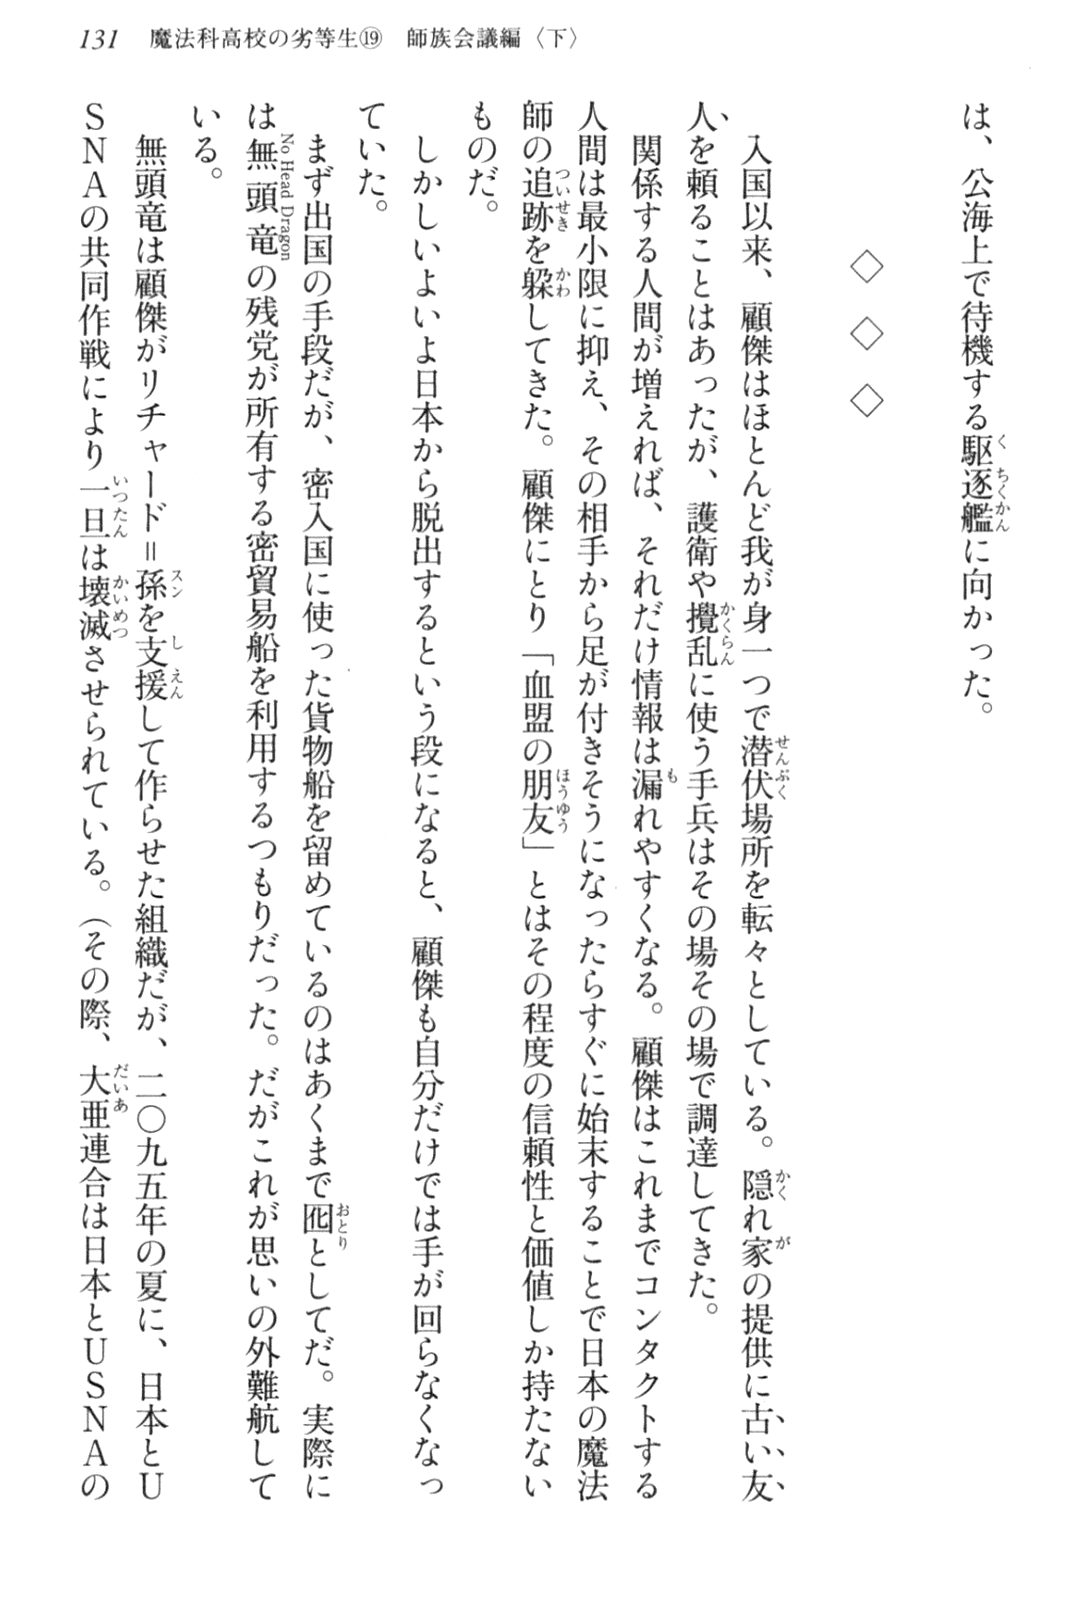 131　魔法科高校の劣等生⑲　師族会議編〈下〉
は、公海上で待機する駆逐艦に向かった。
◇　◇　◇
　入国以来、顧傑はほとんど我が身一つで潜伏場所を転々としている。隠れ家の提供に古い友
人を頼ることはあったが、護衛や攪乱に使う手兵はその場その場で調達してきた。
　関係する人間が増えれば、それだけ情報は漏れやすくなる。顧傑はこれまでコンタクトする
人間は最小限に抑え、その相手から足が付きそうになったらすぐに始末することで日本の魔法
師の追跡を躱してきた。顧傑にとり「血盟の朋友」とはその程度の信頼性と価値しか持たない
ものだ。
　しかしいよいよ日本から脱出するという段になると、顧傑も自分だけでは手が回らなくなっ
ていた。
　まず出国の手段だが、密入国に使った貨物船を留めているのはあくまで囮としてだ。実際に
は無頭竜の残党が所有する密貿易船を利用するつもりだった。だがこれが思いの外難航して
いる。
　無頭竜は顧傑がリチャード＝孫を支援して作らせた組織だが、二〇九五年の夏に、日本とＵ
ＳＮＡの共同作戦により一旦は壊滅させられている。（その際、大亜連合は日本とＵＳＮＡの